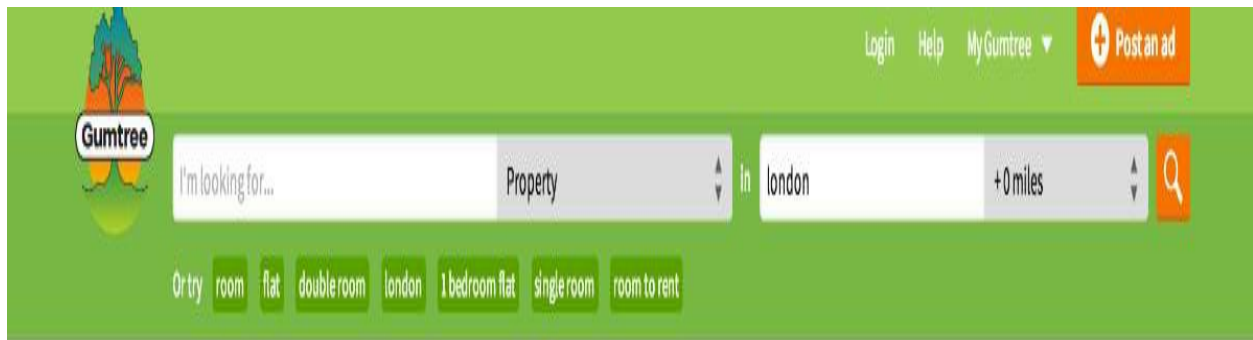 Login Help My Gumtree Post an ad
Gumtree
I'm looking for... Property in london +0 miles
Or try room flat double room london 1 bedroom flat single room room to rent